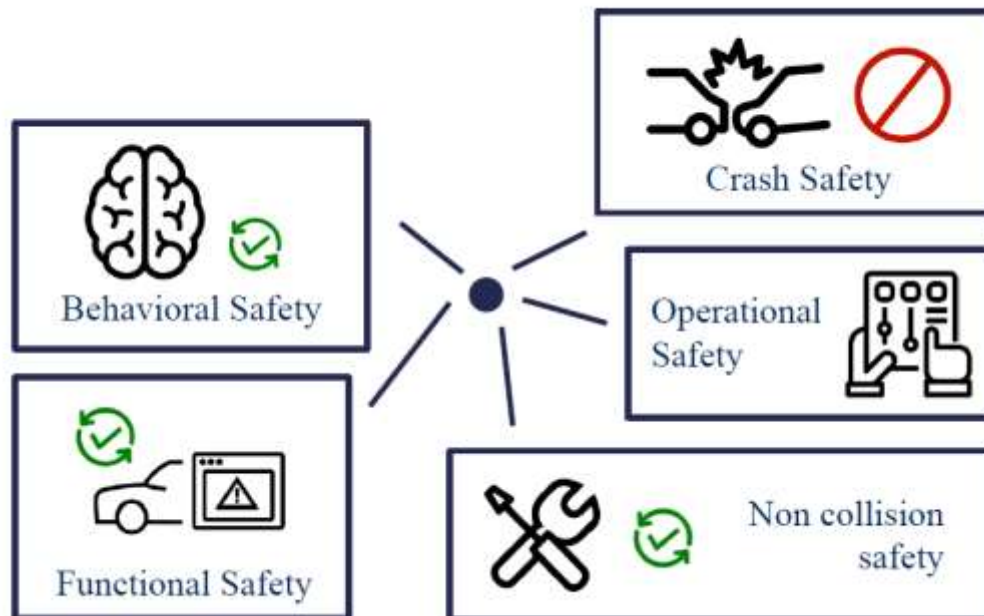 Crash Safety
Behavioral Safety
Operational
Safety
Functional Safety
Non collision
safety